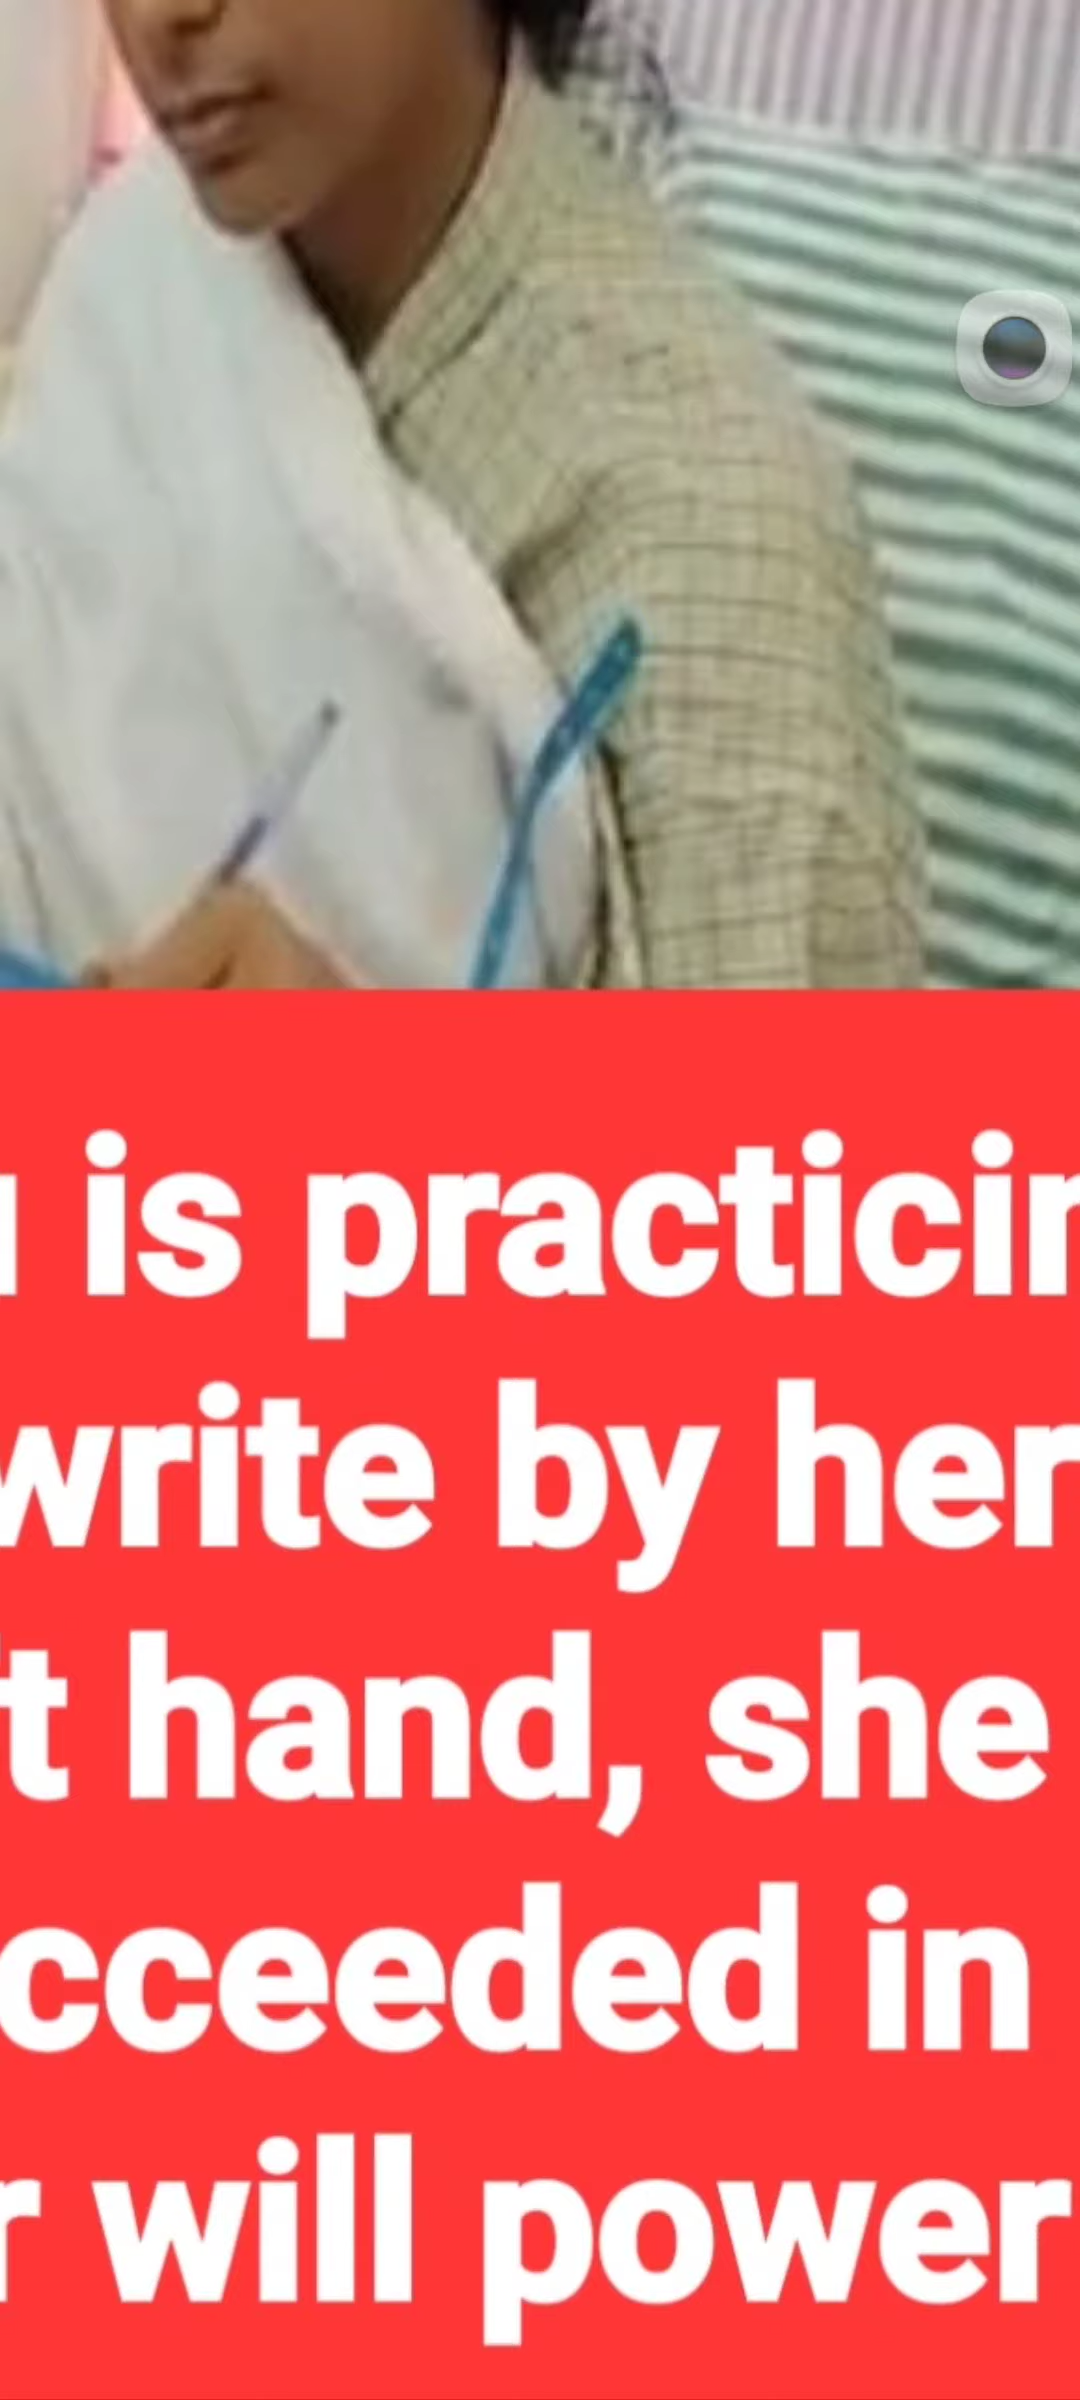 is practicin
write by her
t hand, she
cceeded in
r will power